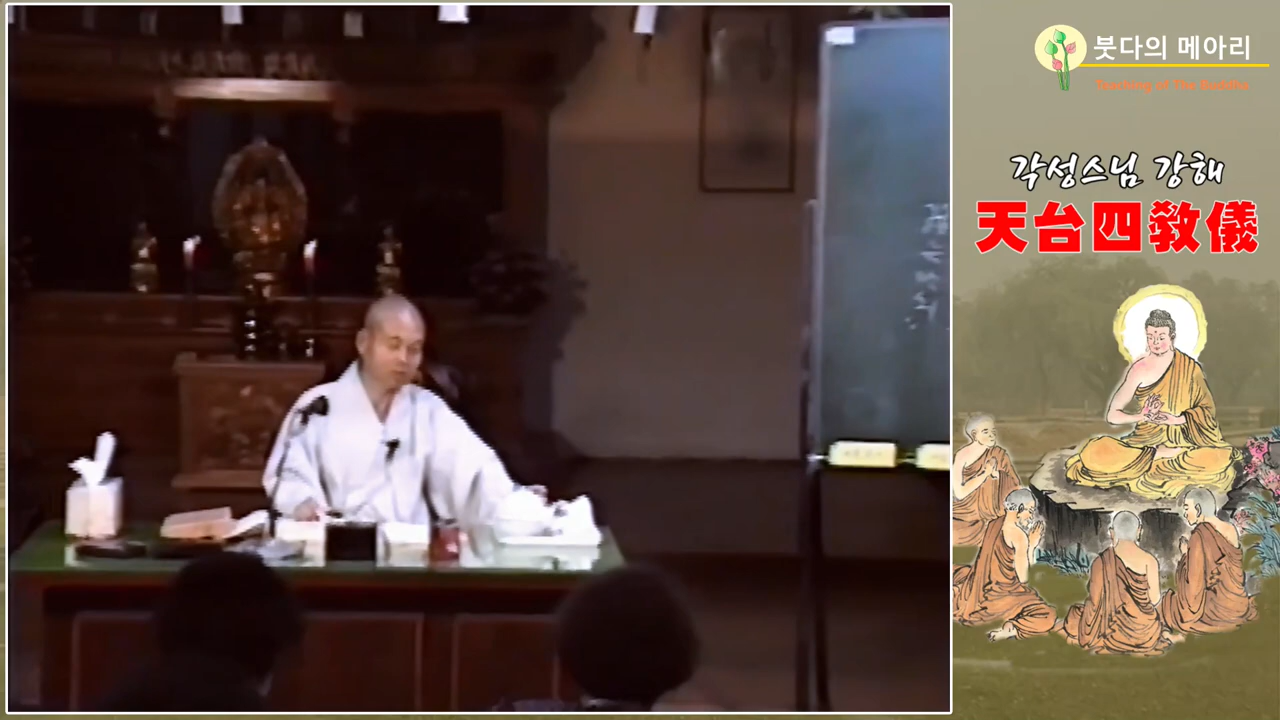 붓다의 메아리
Teaching of The Buddha
각성스님 강해
天台四敎儀